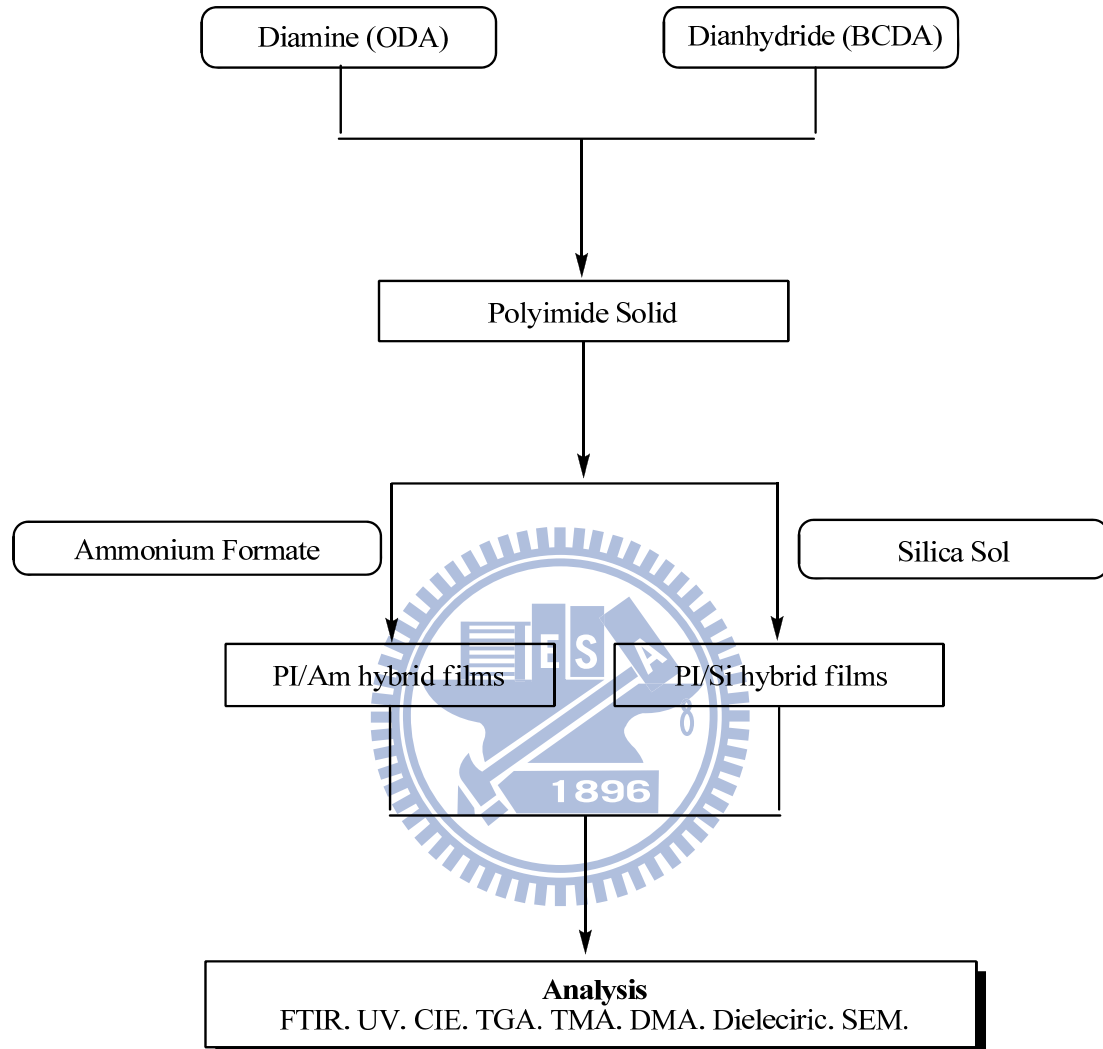 Diamine (ODA)
Dianhydride (BCDA)
Polyimide Solid
Ammonium Formate
Silica Sol
E S A
PI/Am hybrid films
PI/Si hybrid films
1896
Analysis
FTIR. UV. CIE. TGA. TMA. DMA. Dieleciric. SEM.